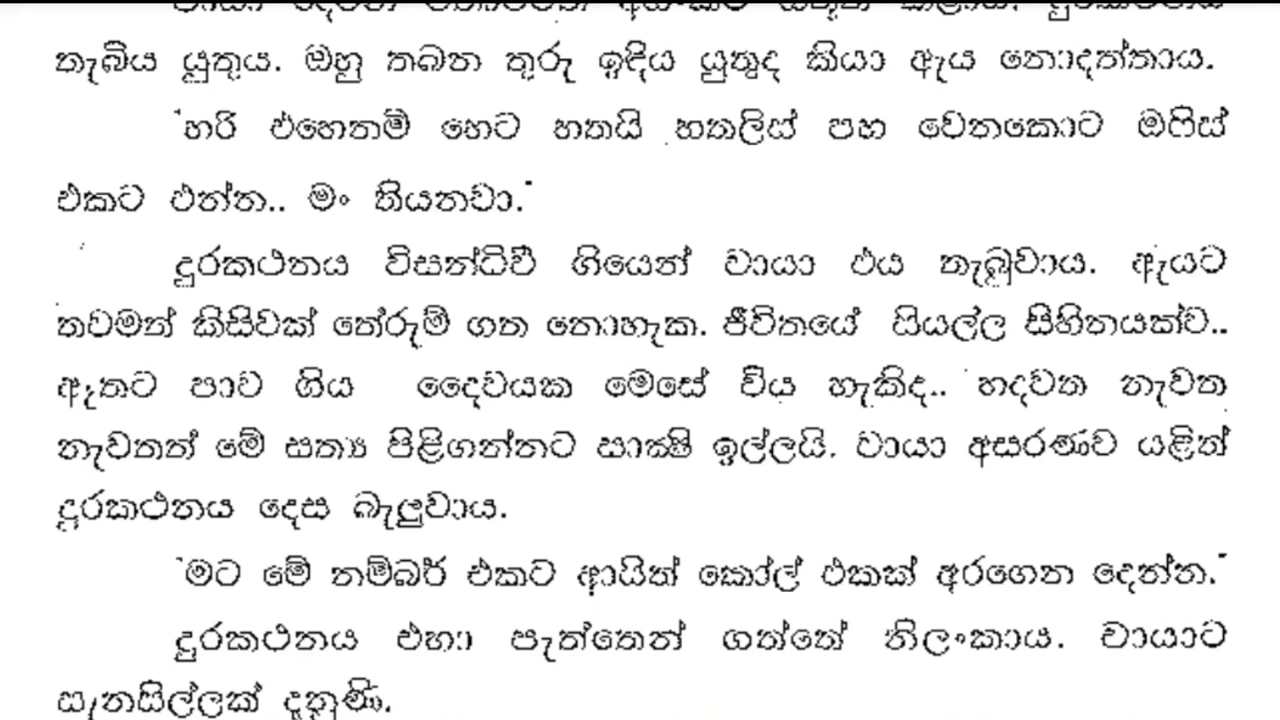 තැබිය යුතුය. ඔහු තබන තුරු ඉඳිය යුතුද කියා ඇය නොදන්නාය.
'හරි එහෙනම් හෙට හතයි හතලිස් පහ වෙනකොට ඔෆිස්
එකට එන්න.. මං තියනවා.'
දුරකථනය විසන්ධිවී ගියෙන් චායා එය තැබුවාය. ඇයට
තවමත් කිසිවක් තේරුම් ගත නොහැක. ජීවිතයේ සියල්ල සිහිනයක්ව..
ඈතට පාව ගිය දෛවයක මෙසේ විය හැකිද.. හදවත නැවත
නැවතත් මේ සත්‍ය පිළිගන්නට සාක්ෂි ඉල්ලයි. චායා අසරණව යළිත්
දුරකථනය දෙස බැලුවාය.
'මට මේ නම්බර් එකට ආයිත් කෝල් එකක් අරගෙන දෙන්න.'
දුරකථනය එහා පැත්තෙන් ගත්තේ නිලංකාය. චායාට
සැනසිල්ලක් දැනුණි.